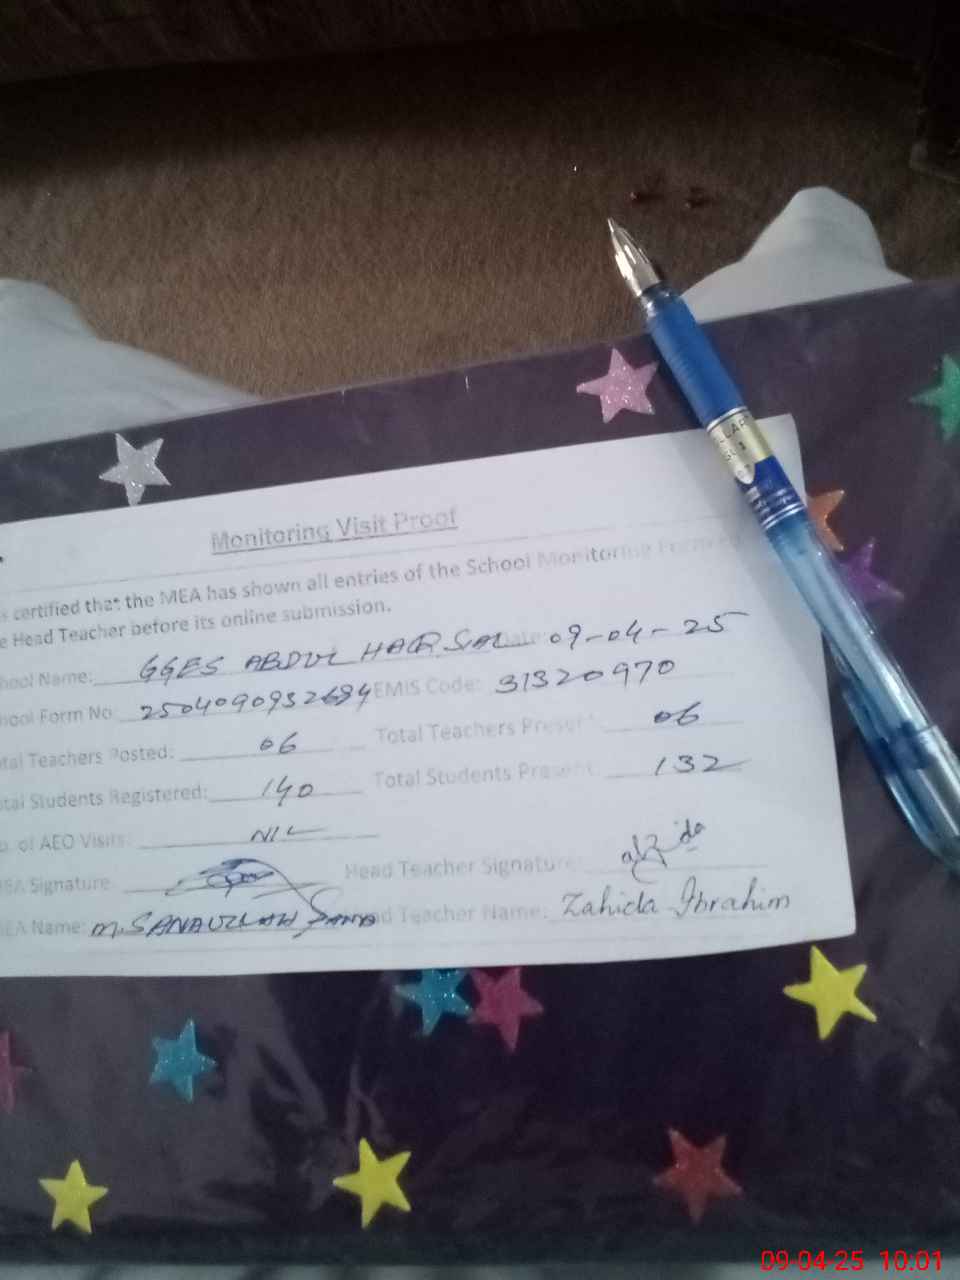 Monitoring Visit Proof
certified that the MEA has shown all entries of the School Monitoring
Head Teacher before its online submission.
School Name: GGES ABDUL HAQ SIAL Date: 09-04-25
School Form No: EMIS Code: 31320970
Total Teachers Posted: 06 Total Teachers Present: 06
Total Students Registered: 140 Total Students Present: 132
of AEO Visits: NIL
MEA Signature: Head Teacher Signature:
MEA Name: M. SANAULLAH Head Teacher Name: Zahida Ibrahim
09-04-25 10:01